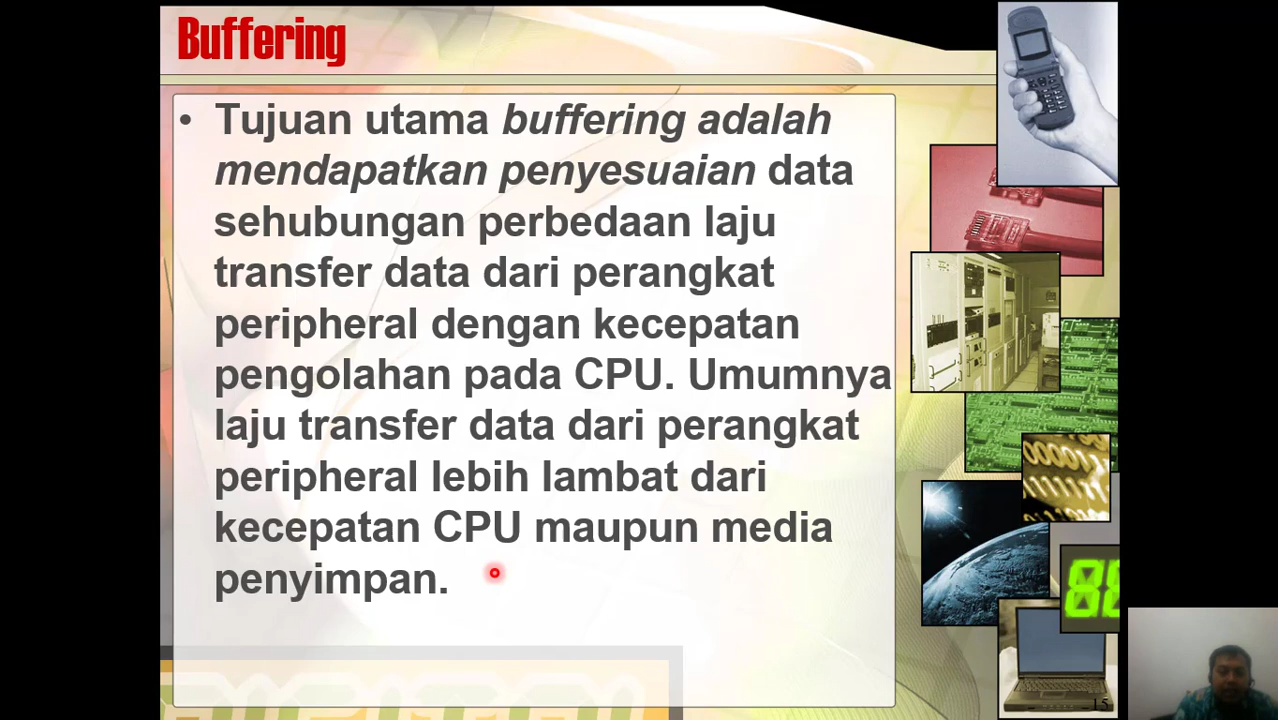 Buffering
• Tujuan utama buffering adalah
mendapatkan penyesuaian data
sehubungan perbedaan laju
transfer data dari perangkat
peripheral dengan kecepatan
pengolahan pada CPU. Umumnya
laju transfer data dari perangkat
peripheral lebih lambat dari
kecepatan CPU maupun media
penyimpan.
15